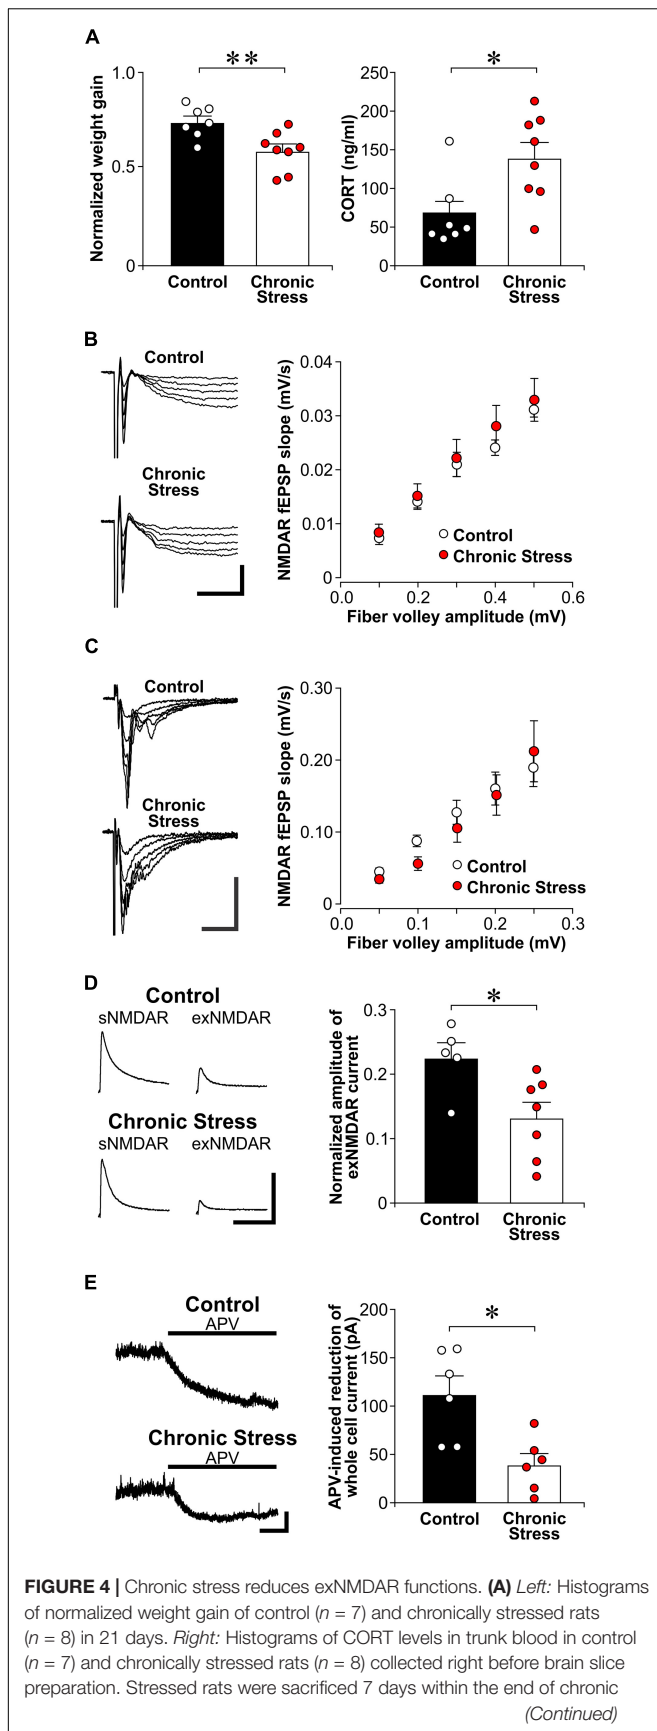 A
**
*
1.0
0.5
0
Normalized weight gain
Control
Chronic
Stress
250
200
150
100
50
0
CORT (ng/ml)
Control
Chronic
Stress
B
Control
Chronic
Stress
0.04
0.03
0.02
0.01
0
NMDAR fEPSP slope (mV/s)
Control
Chronic Stress
0.0
0.2
0.4
0.6
Fiber volley amplitude (mV)
C
Control
Chronic
Stress
0.30
0.20
0.10
0
NMDAR fEPSP slope (mV/s)
Control
Chronic Stress
0.0
0.1
0.2
0.3
Fiber volley amplitude (mV)
D
Control
sNMDAR exNMDAR
Chronic Stress
sNMDAR exNMDAR
*
0.3
0.2
0.1
0
Normalized amplitude of
exNMDAR current
Control
Chronic
Stress
E
Control
APV
Chronic Stress
APV
*
200
150
100
50
0
APV-induced reduction of
whole cell current (pA)
Control
Chronic
Stress
FIGURE 4 | Chronic stress reduces exNMDAR functions. (A) Left: Histograms
of normalized weight gain of control (n = 7) and chronically stressed rats
(n = 8) in 21 days. Right: Histograms of CORT levels in trunk blood in control
(n = 7) and chronically stressed rats (n = 8) collected right before brain slice
preparation. Stressed rats were sacrificed 7 days within the end of chronic
(Continued)